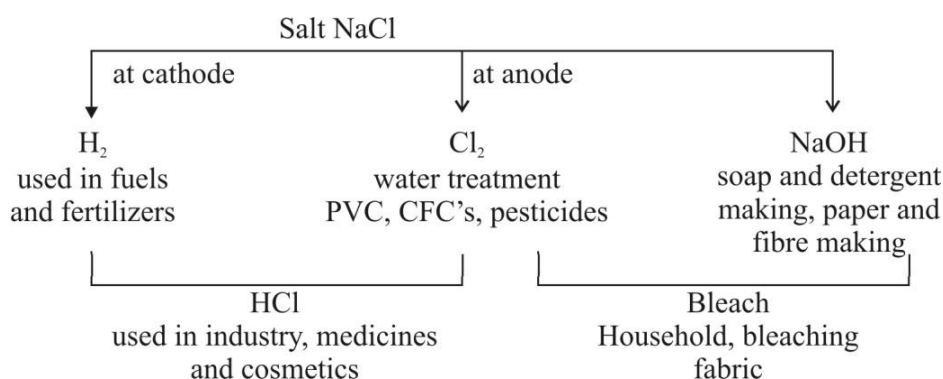 Salt NaCl
at cathode
at anode
H₂
used in fuels
and fertilizers
Cl₂
water treatment
PVC, CFC's, pesticides
NaOH
soap and detergent
making, paper and
fibre making
HCl
used in industry, medicines
and cosmetics
Bleach
Household, bleaching
fabric